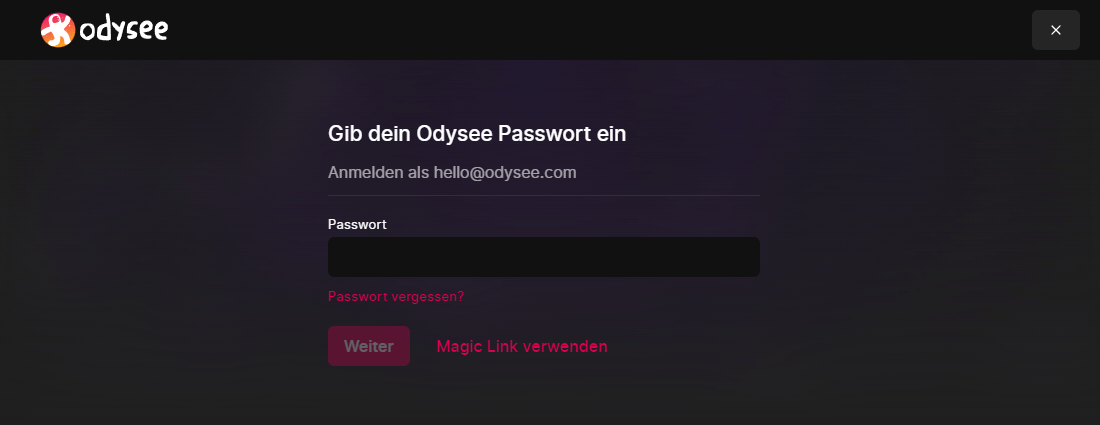 odysee
Gib dein Odysee Passwort ein
Anmelden als hello@odysee.com
Passwort
Passwort vergessen?
Weiter
Magic Link verwenden